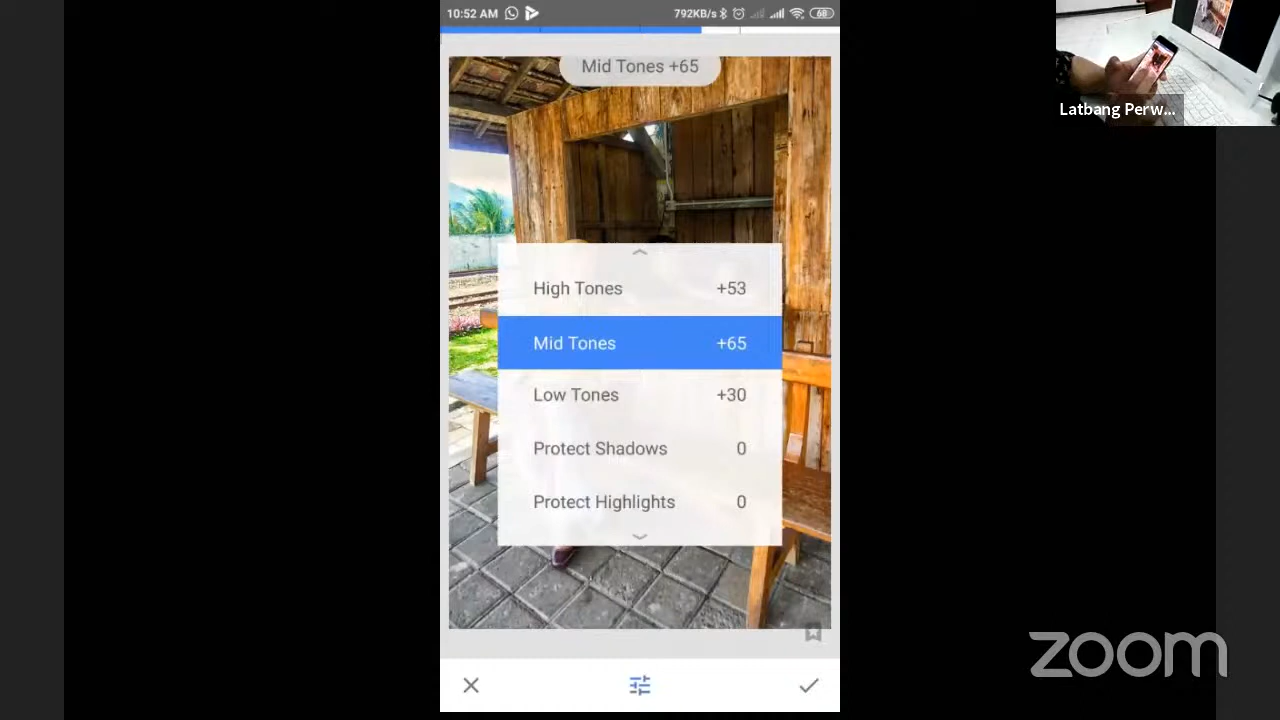 10:52 AM
792KB/s
68
Mid Tones +65
High Tones +53
Mid Tones +65
Low Tones +30
Protect Shadows 0
Protect Highlights 0
Latbang Perw...
zoom